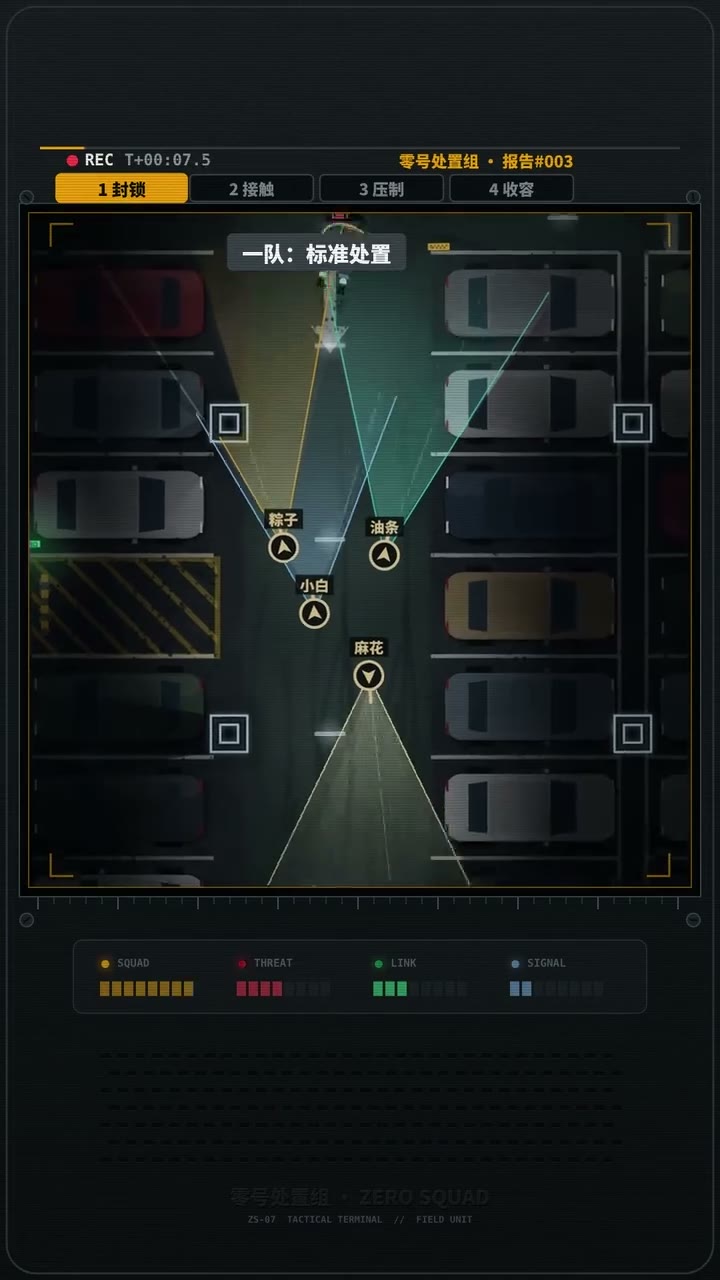 REC T+00:07.5
零号处置组 · 报告#003
1 封锁
2 接触
3 压制
4 收容
一队：标准处置
粽子
油条
小白
麻花
SQUAD
THREAT
LINK
SIGNAL
零号处置组 · ZERO SQUAD
ZS-07 TACTICAL TERMINAL // FIELD UNIT